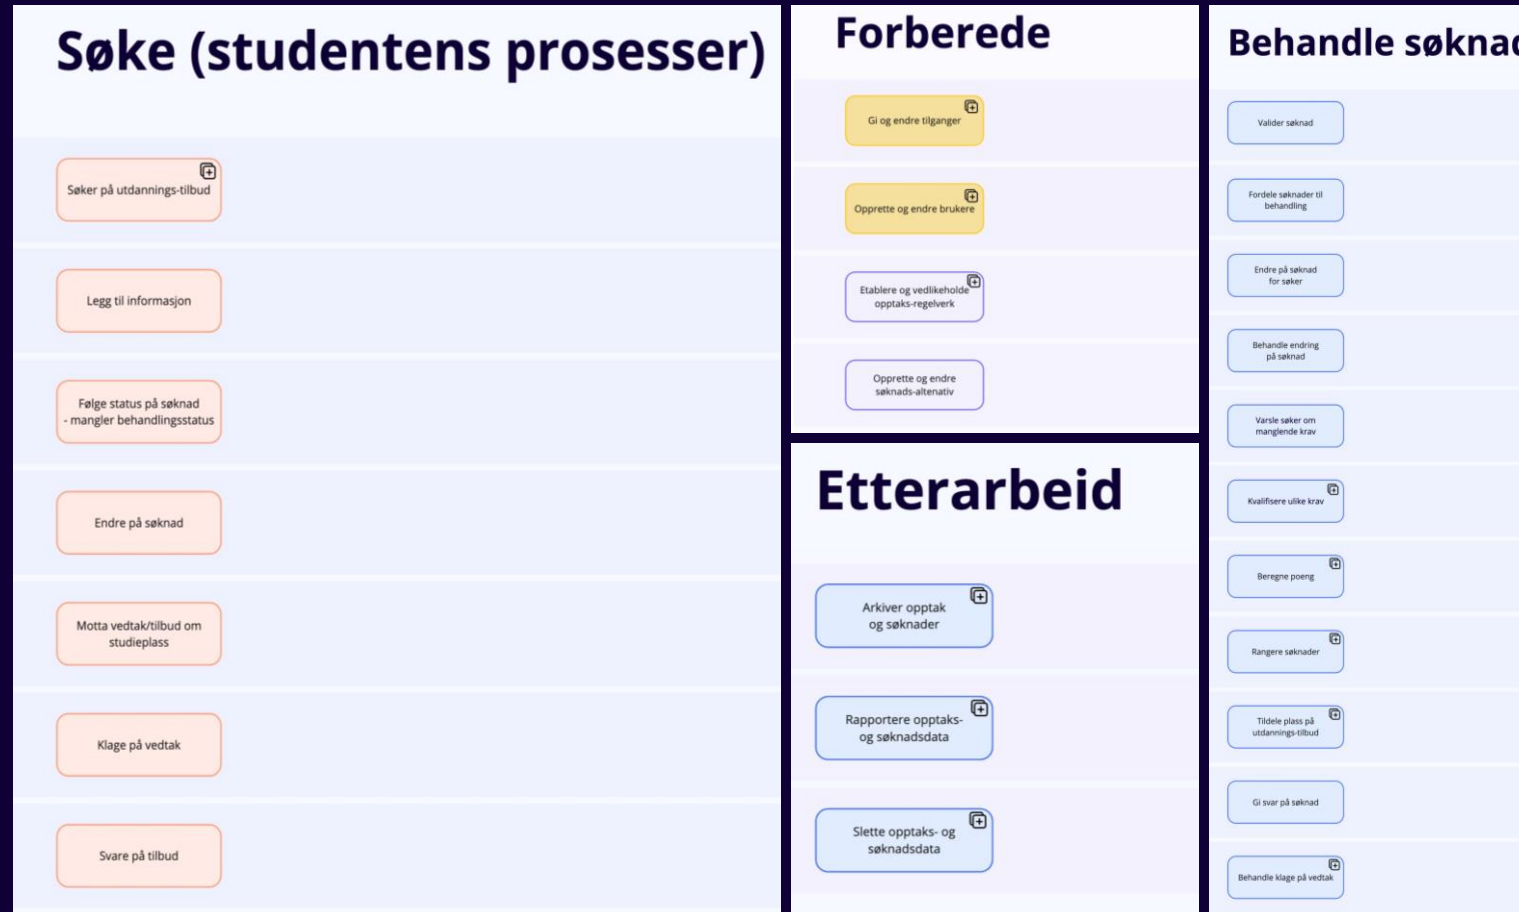 Søke (studentens prosesser)
Søker på utdannings-tilbud
Legg til informasjon
Følge status på søknad
- mangler behandlingsstatus
Endre på søknad
Motta vedtak/tilbud om
studieplass
Klage på vedtak
Svare på tilbud
Forberede
Gi og endre tilganger
Opprette og endre brukere
Etablere og vedlikeholde
opptaks-regelverk
Opprette og endre
søknads-altenativ
Etterarbeid
Arkiver opptak
og søknader
Rapportere opptaks-
og søknadsdata
Slette opptaks- og
søknadsdata
Behandle søknad
Valider søknad
Fordele søknader til
behandling
Endre på søknad
for søker
Behandle endring
på søknad
Varsle søker om
manglende krav
Kvalifisere ulike krav
Beregne poeng
Rangere søknader
Tildele plass på
utdannings-tilbud
Gi svar på søknad
Behandle klage på vedtak